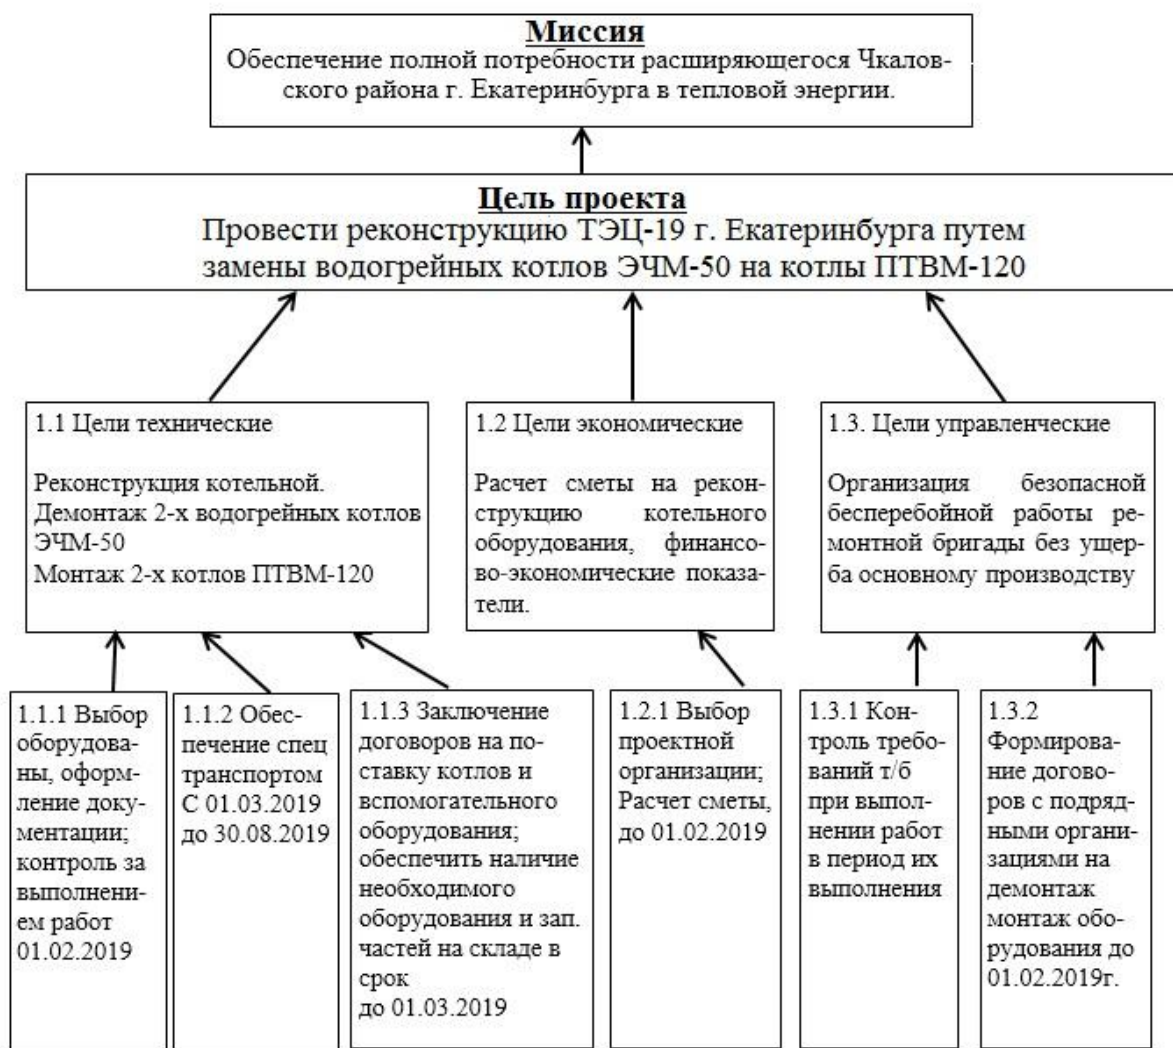 Миссия
Обеспечение полной потребности расширяющегося Чкалов-
ского района г. Екатеринбурга в тепловой энергии.
Цель проекта
Провести реконструкцию ТЭЦ-19 г. Екатеринбурга путем
замены водогрейных котлов ЭЧМ-50 на котлы ПТВМ-120
1.1 Цели технические
Реконструкция котельной.
Демонтаж 2-х водогрейных котлов
ЭЧМ-50
Монтаж 2-х котлов ПТВМ-120
1.2 Цели экономические
Расчет сметы на рекон-
струкцию котельного
оборудования, финансо-
во-экономические показа-
тели.
1.3. Цели управленческие
Организация безопасной
бесперебойной работы ре-
монтной бригады без ущер-
ба основному производству
1.1.1 Выбор
оборудова-
ны, оформ-
ление доку-
ментации;
контроль за
выполнени-
ем работ
01.02.2019
1.1.2 Обес-
печение спец
транспортом
С 01.03.2019
до 30.08.2019
1.1.3 Заключение
договоров на по-
ставку котлов и
вспомогательного
оборудования;
обеспечить наличие
необходимого
оборудования и зап.
частей на складе в
срок
до 01.03.2019
1.2.1 Выбор
проектной
организации;
Расчет сметы,
до 01.02.2019
1.3.1 Кон-
троль требо-
ваний т/б
при выпол-
нении работ
в период их
выполнения
1.3.2
Формирова-
ние догово-
ров с подряд-
ными органи-
зациями на
демонтаж
монтаж обо-
рудования до
01.02.2019г.